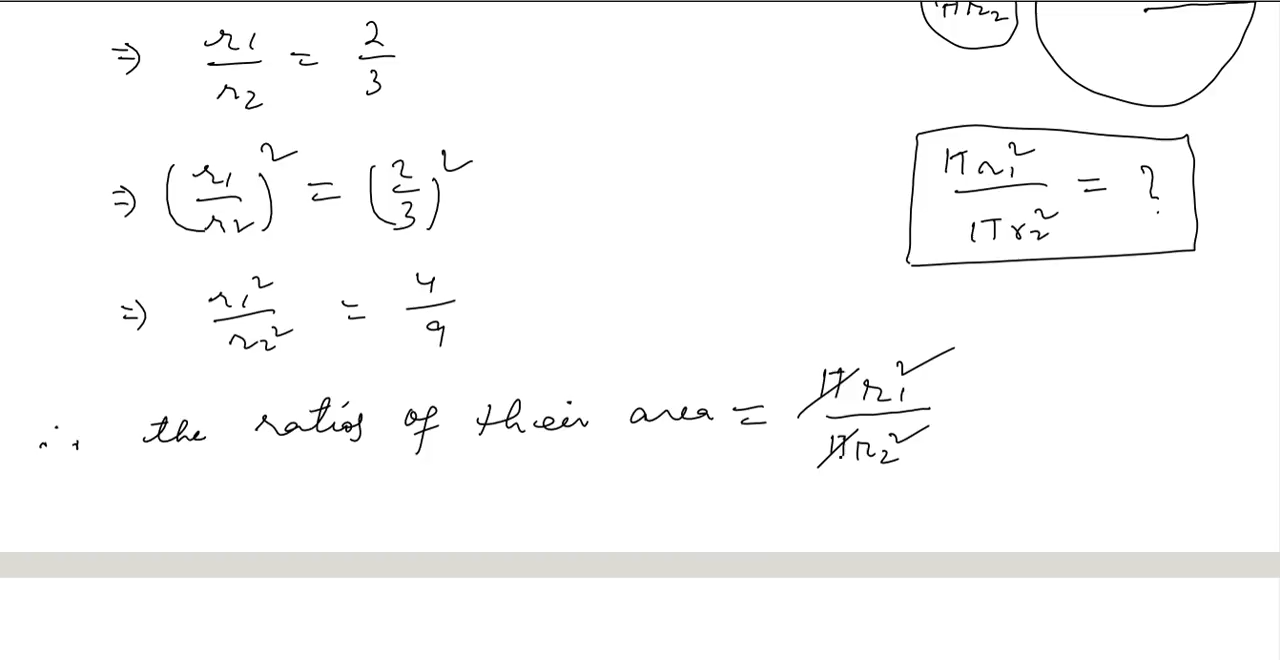 πr₂
⇒ r₁/r₂ = 2/3
⇒ (r₁/r₂)² = (2/3)²
πr₁²/πr₂² = ?
⇒ r₁²/r₂² = 4/9
∴ the ratios of their area = πr₁²/πr₂²